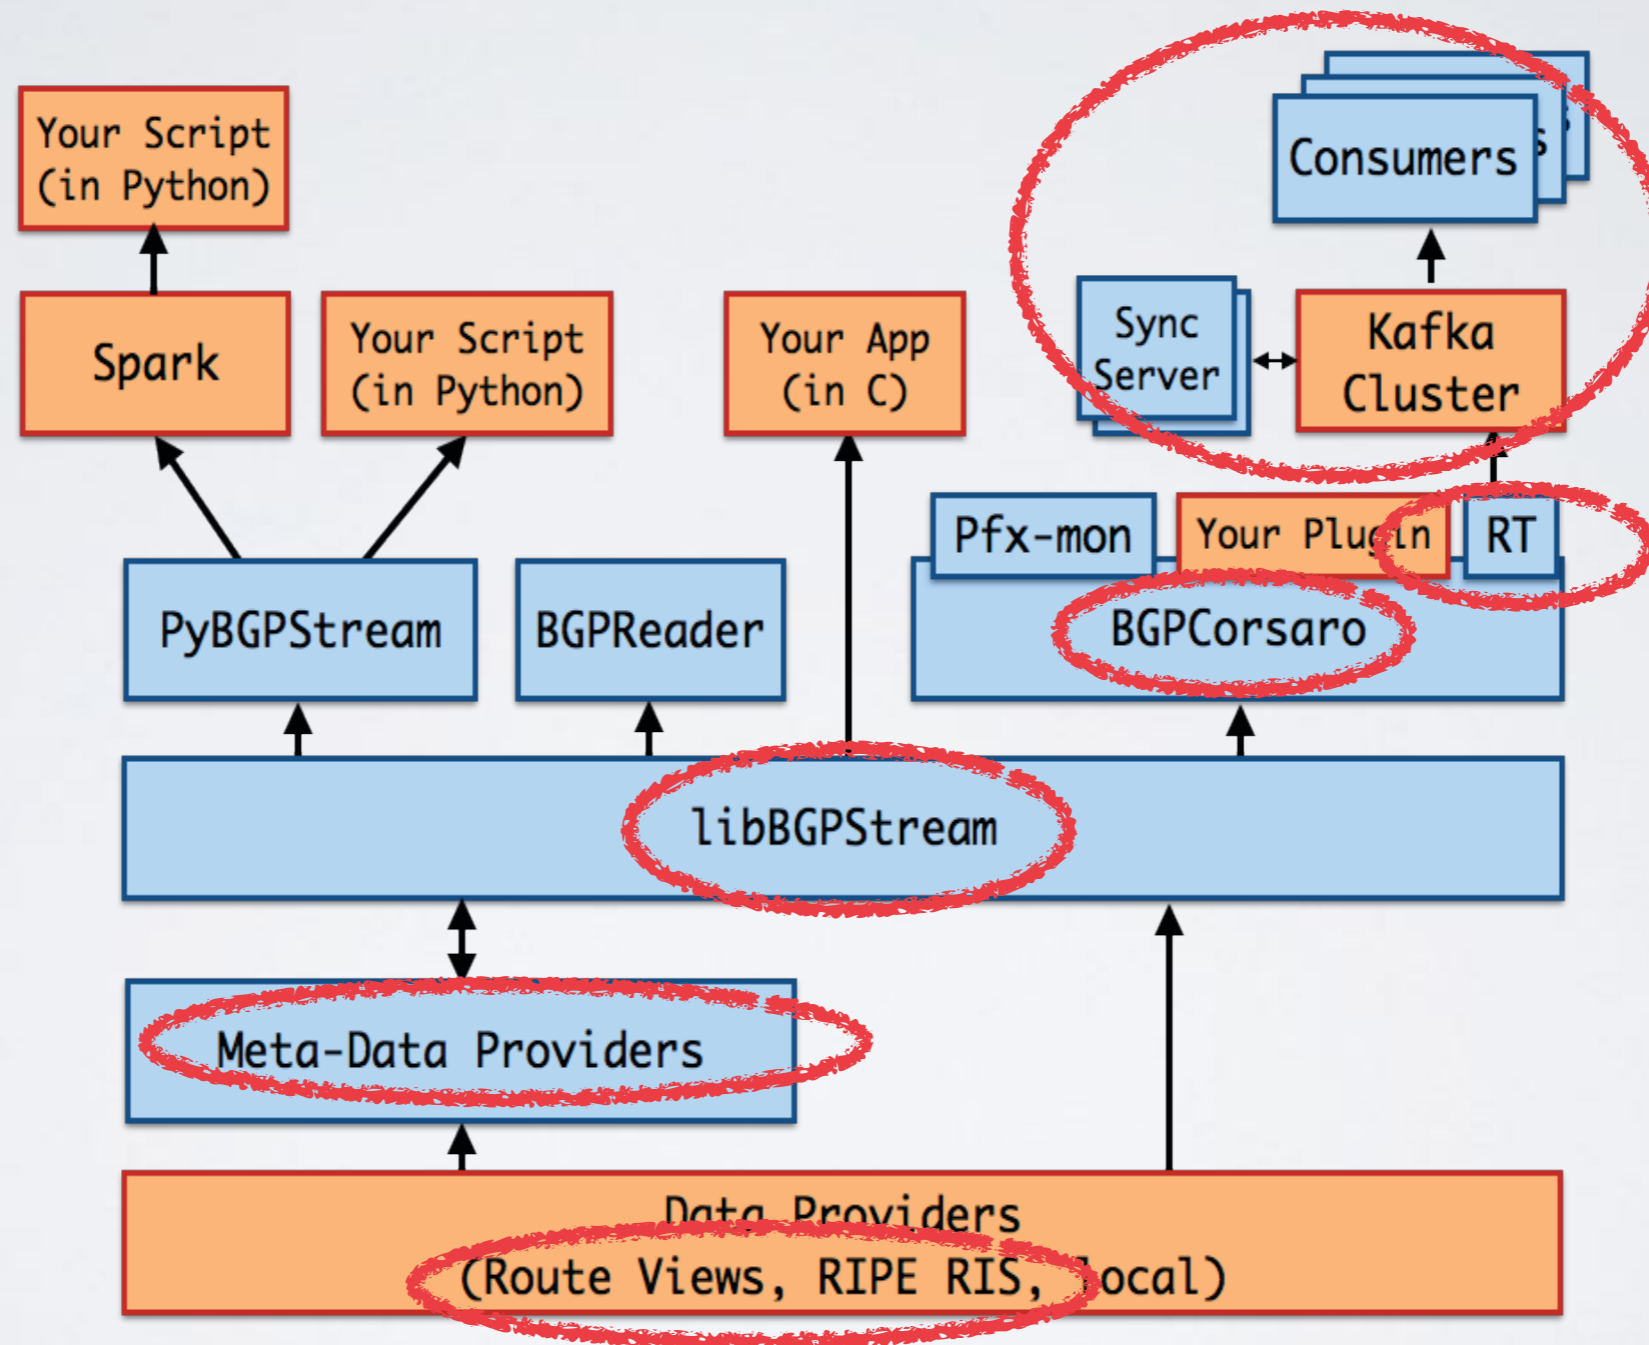 Consumers
s
s
Your Script
(in Python)
Spark
Your Script
(in Python)
Your App
(in C)
Sync
Server
Kafka
Cluster
Pfx-mon
Your Plugin
RT
PyBGPStream
BGPReader
BGPCorsaro
libBGPStream
Meta-Data Providers
Data Providers
(Route Views, RIPE RIS, local)